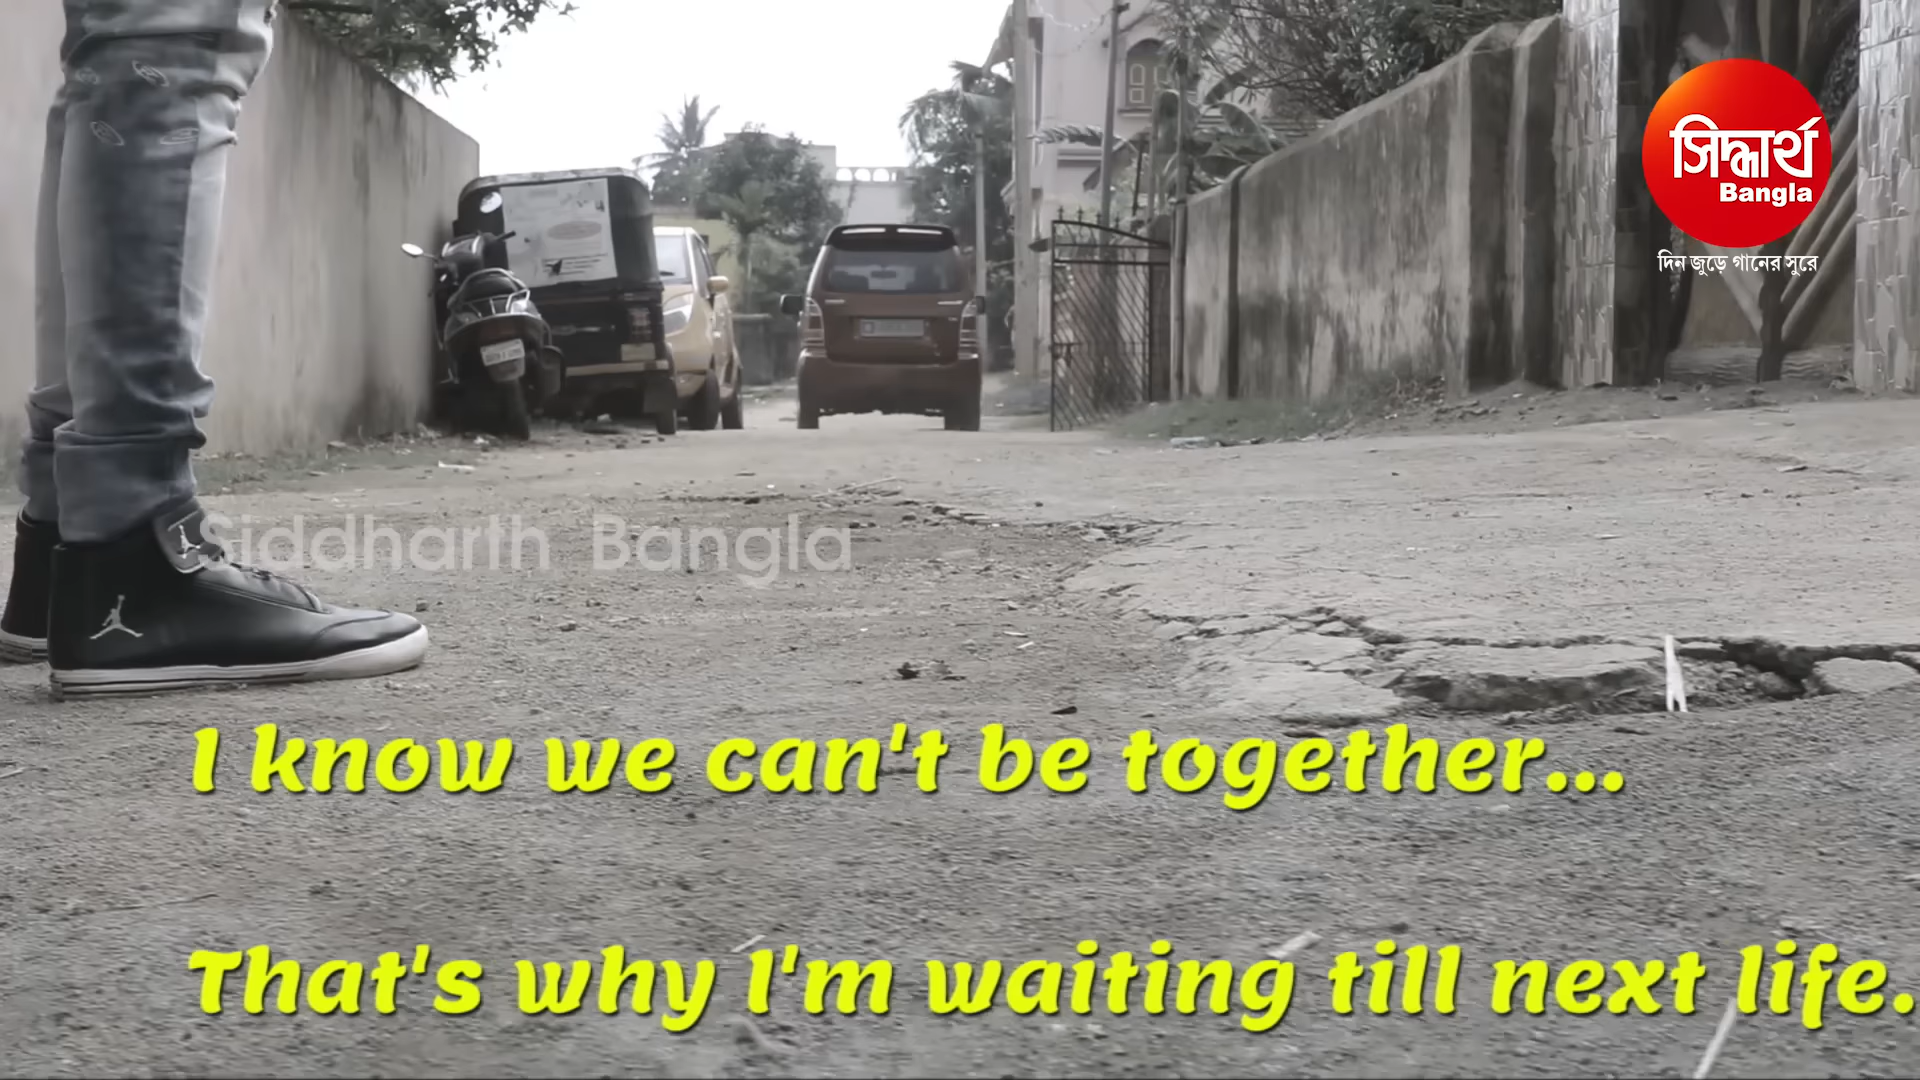 সিদ্ধার্থ
Bangla
দিন জুড়ে গানের সুরে
Siddharth Bangla
I know we can't be together...
That's why I'm waiting till next life.